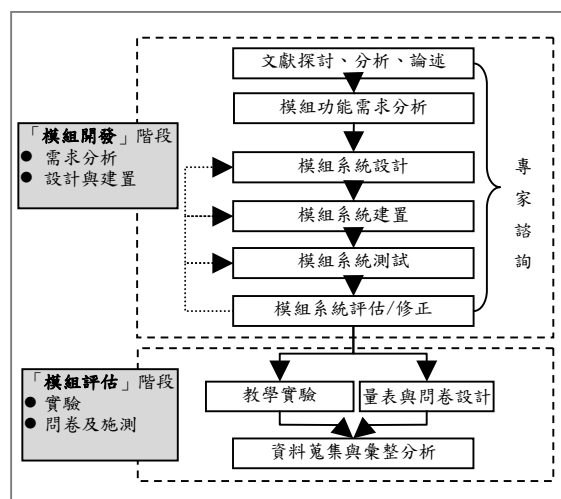 文獻探討、分析、論述
模組功能需求分析
「模組開發」階段
● 需求分析
● 設計與建置
模組系統設計
模組系統建置
模組系統測試
模組系統評估/修正
專家諮詢
「模組評估」階段
● 實驗
● 問卷及施測
教學實驗
量表與問卷設計
資料蒐集與彙整分析